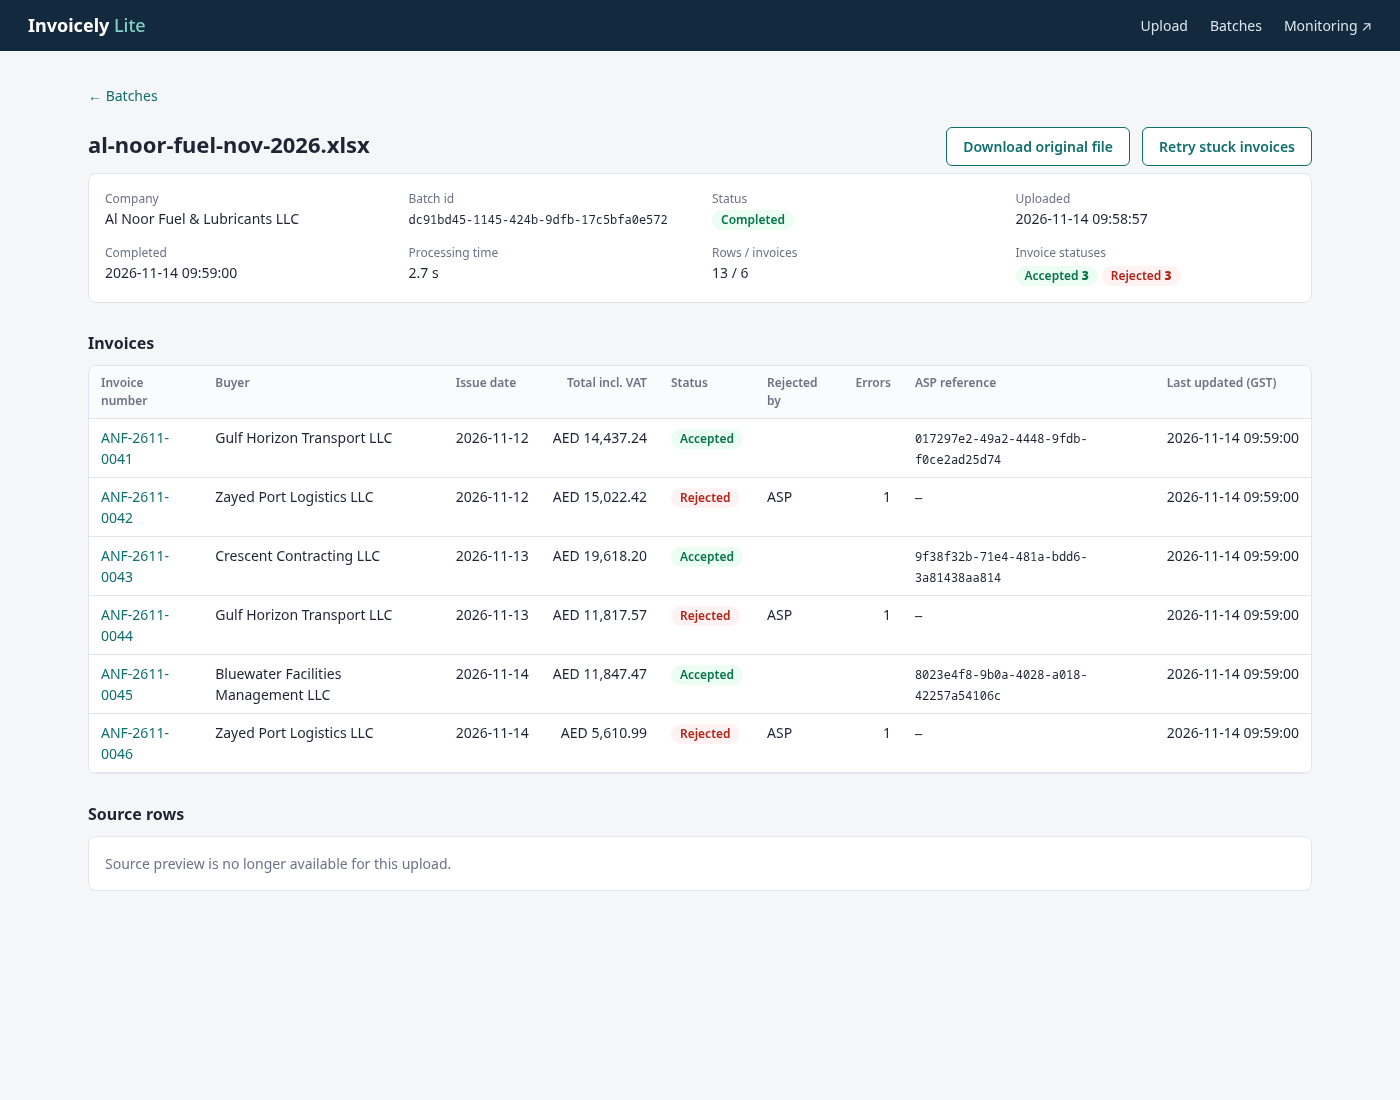 Invoicely Lite
Upload Batches Monitoring ↗
← Batches
al-noor-fuel-nov-2026.xlsx
Download original file
Retry stuck invoices
Company Batch id Status Uploaded
Al Noor Fuel & Lubricants LLC dc91bd45-1145-424b-9dfb-17c5bfa0e572 Completed 2026-11-14 09:58:57
Completed Processing time Rows / invoices Invoice statuses
2026-11-14 09:59:00 2.7 s 13 / 6 Accepted 3 Rejected 3
Invoices
Invoice number Buyer Issue date Total incl. VAT Status Rejected by Errors ASP reference Last updated (GST)
ANF-2611-0041 Gulf Horizon Transport LLC 2026-11-12 AED 14,437.24 Accepted 017297e2-49a2-4448-9fdb-f0ce2ad25d74 2026-11-14 09:59:00
ANF-2611-0042 Zayed Port Logistics LLC 2026-11-12 AED 15,022.42 Rejected ASP 1 – 2026-11-14 09:59:00
ANF-2611-0043 Crescent Contracting LLC 2026-11-13 AED 19,618.20 Accepted 9f38f32b-71e4-481a-bdd6-3a81438aa814 2026-11-14 09:59:00
ANF-2611-0044 Gulf Horizon Transport LLC 2026-11-13 AED 11,817.57 Rejected ASP 1 – 2026-11-14 09:59:00
ANF-2611-0045 Bluewater Facilities Management LLC 2026-11-14 AED 11,847.47 Accepted 8023e4f8-9b0a-4028-a018-42257a54106c 2026-11-14 09:59:00
ANF-2611-0046 Zayed Port Logistics LLC 2026-11-14 AED 5,610.99 Rejected ASP 1 – 2026-11-14 09:59:00
Source rows
Source preview is no longer available for this upload.